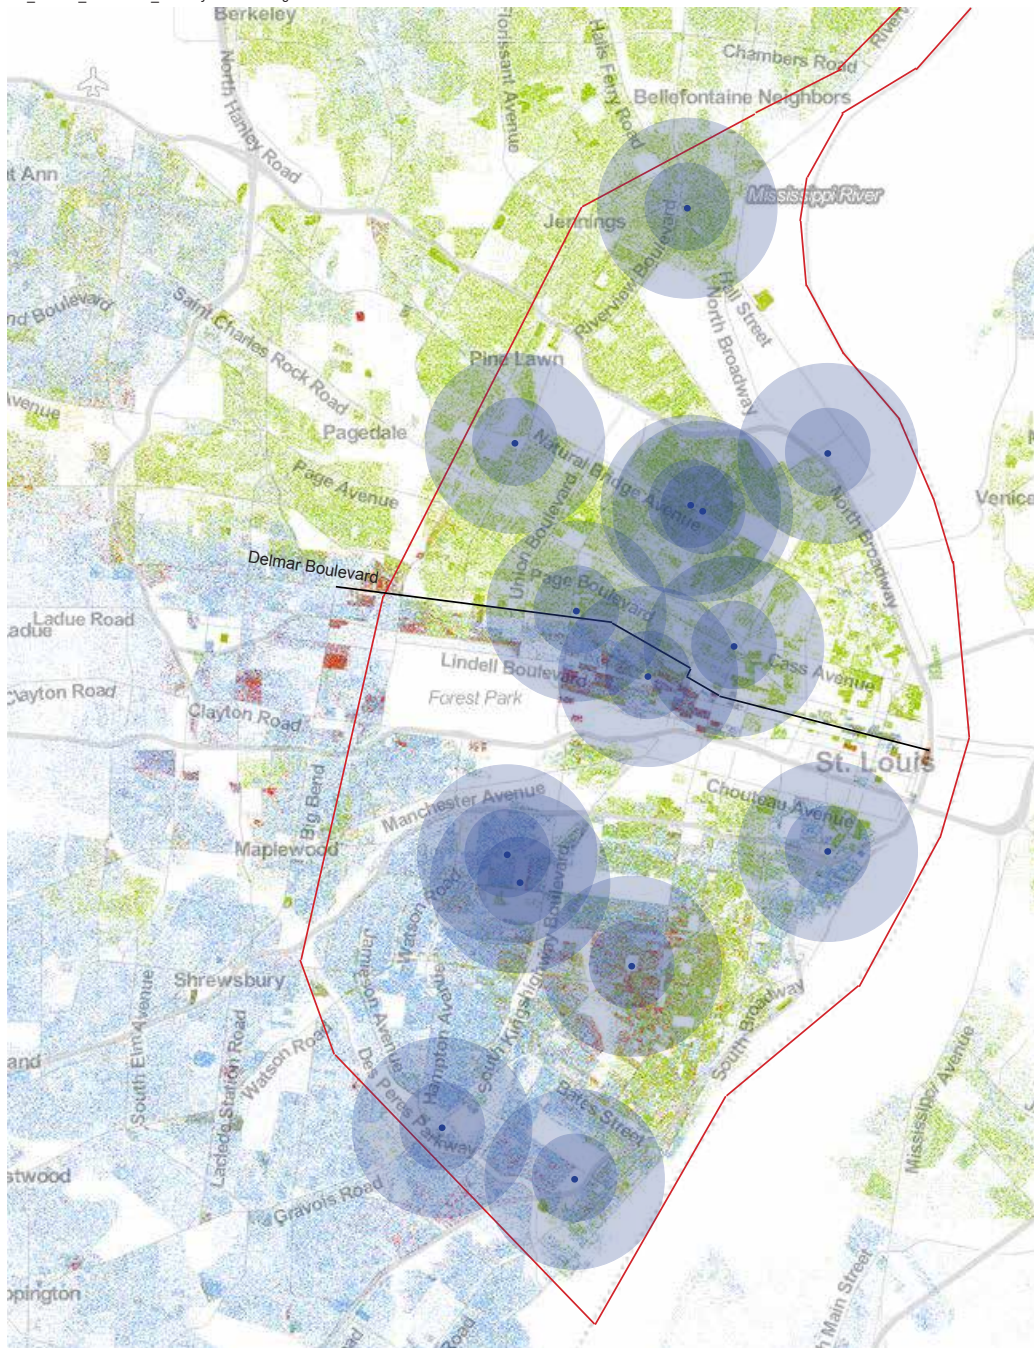 Berkeley
Florissant Avenue
Halls Ferry Road
Chambers Road
North Hanley Road
Bellefontaine Neighbors
Mississippi River
Jennings
Riverview Boulevard
Hall Street
North Broadway
Saint Charles Rock Road
Pine Lawn
Pagedale
Page Avenue
Natural Bridge Avenue
Union Boulevard
North Broadway
Venice
Delmar Boulevard
Page Boulevard
Ladue Road
Lindell Boulevard
Cass Avenue
Clayton Road
Forest Park
Clayton Road
St. Louis
Big Bend
Manchester Avenue
Chouteau Avenue
Maplewood
Watson Road
South Kingshighway Boulevard
Jamieson Avenue
Hampton Avenue
Shrewsbury
South Elm Avenue
Laclede Station Road
Watson Road
South Broadway
Des Peres Parkway
Bates Street
Mississippi Avenue
Gravois Road
Main Street
Road